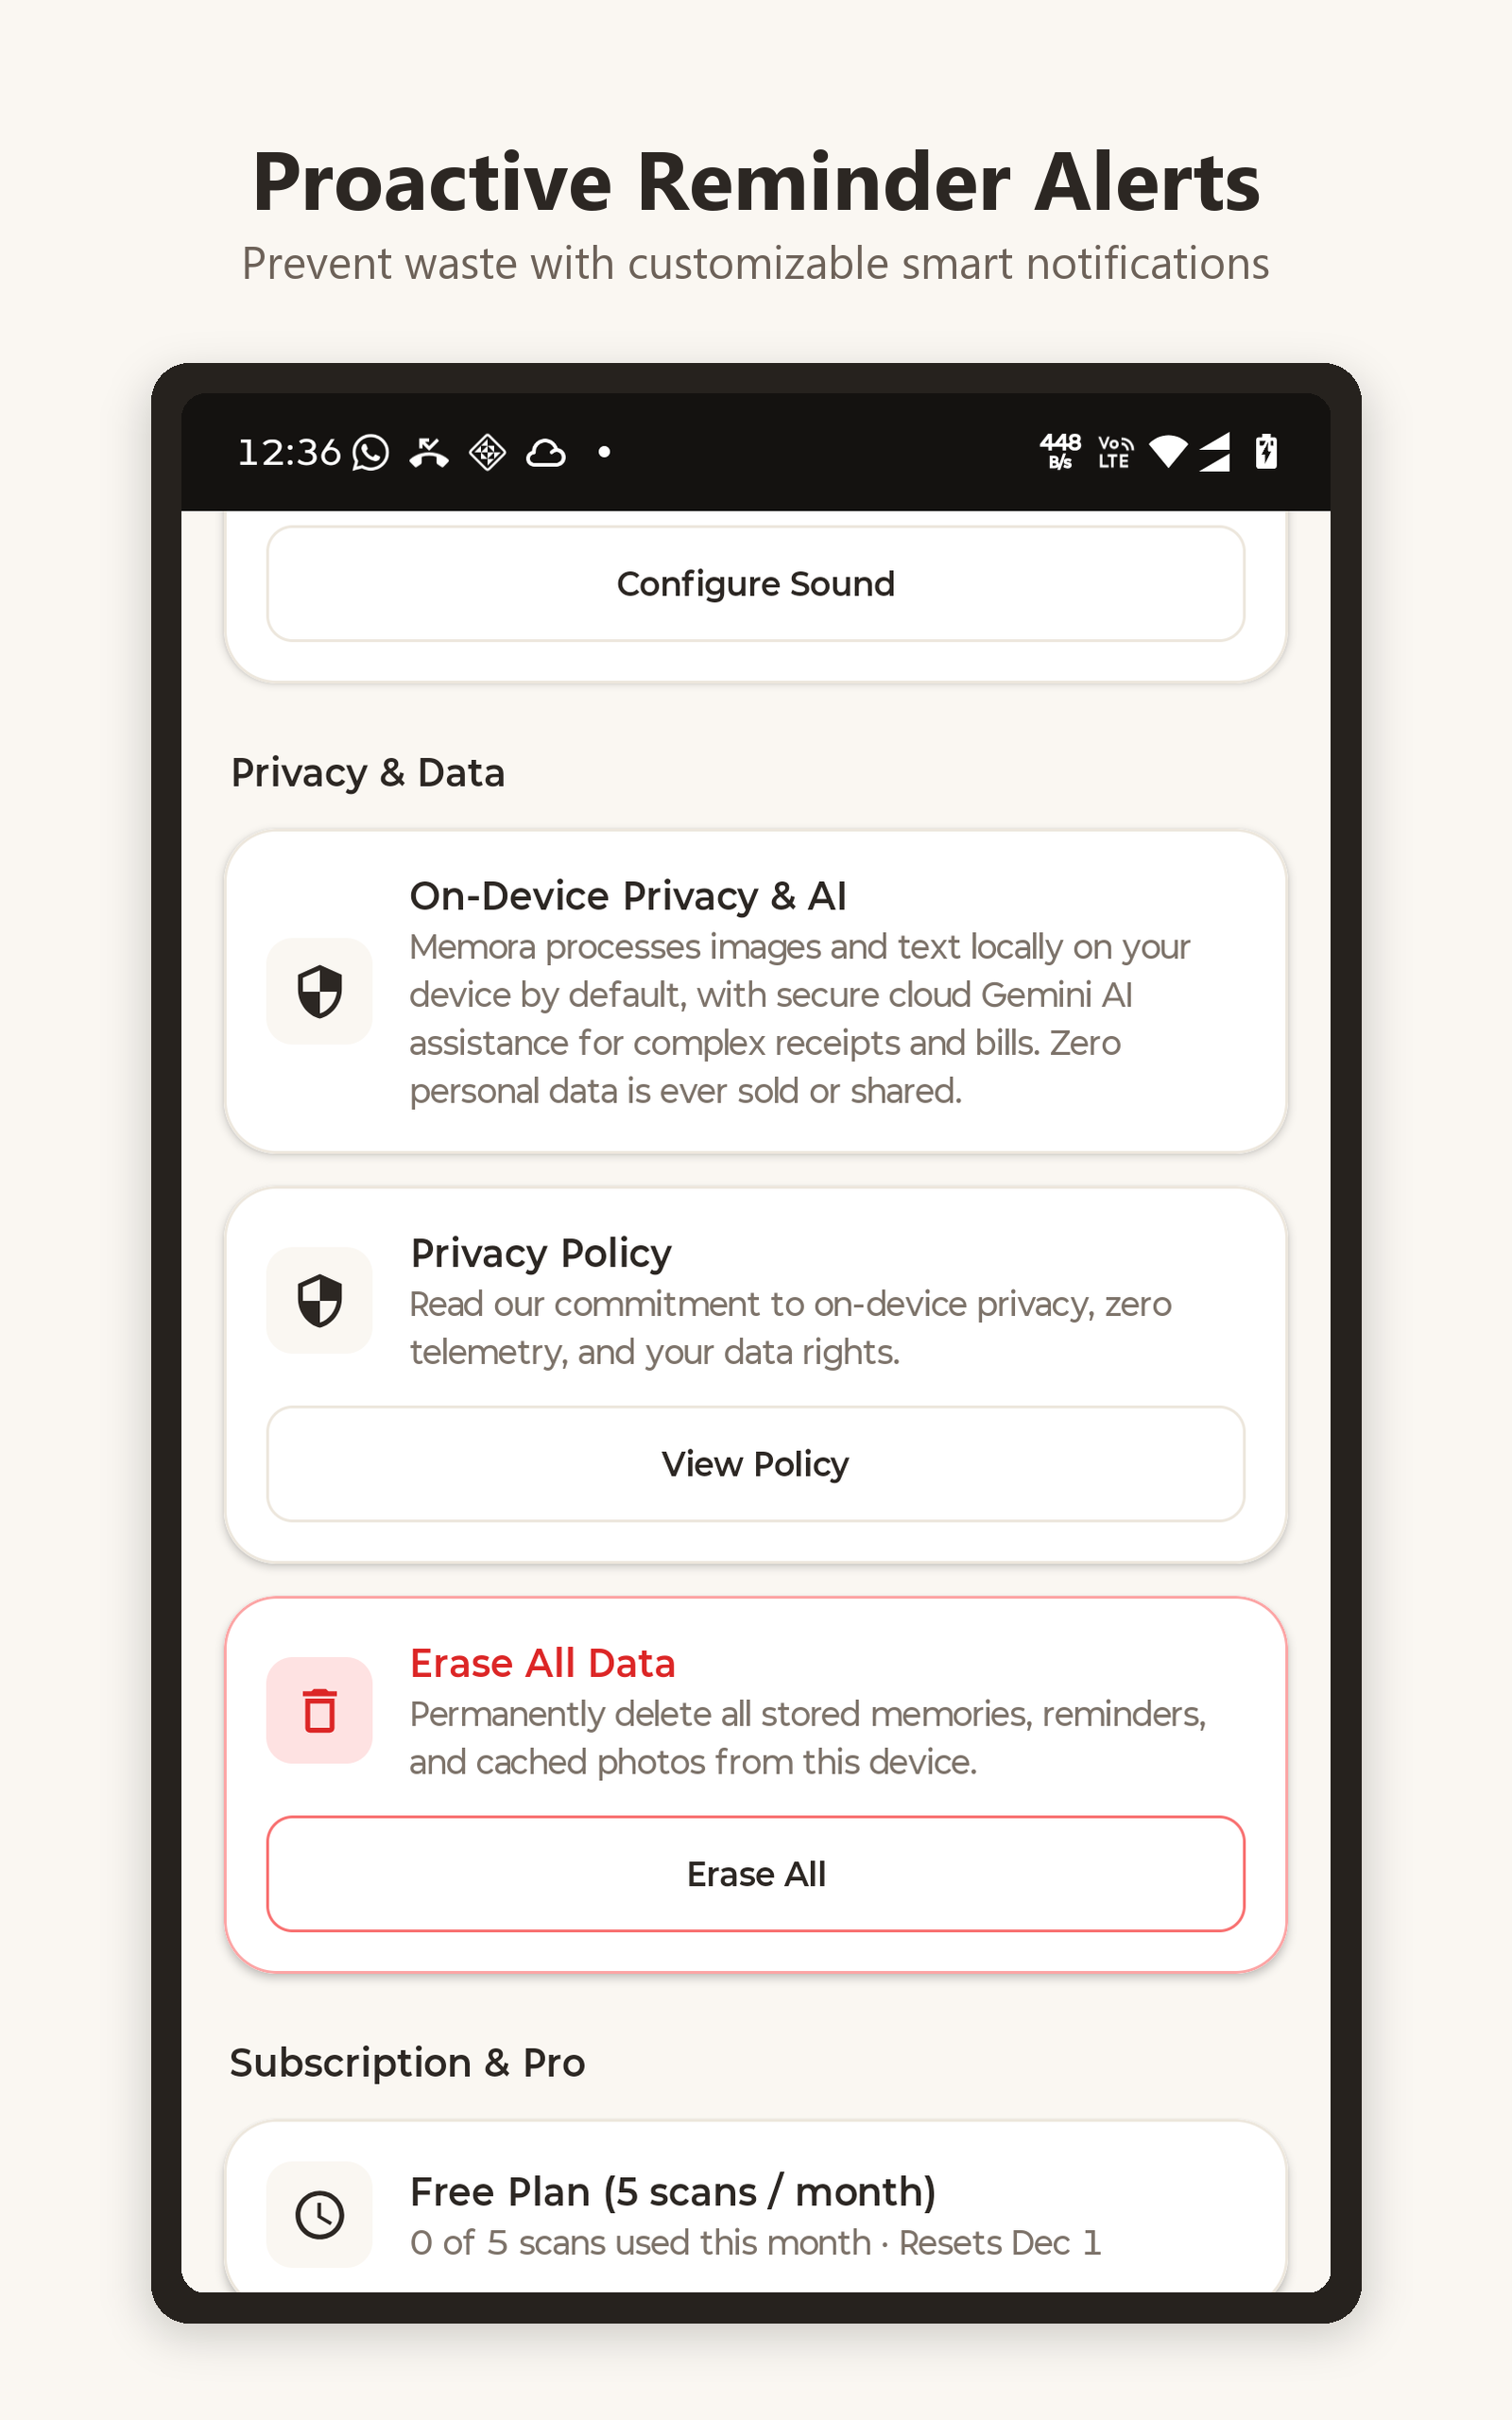 Proactive Reminder Alerts
Prevent waste with customizable smart notifications
12:36
448
B/s
Vo
LTE
Configure Sound
Privacy & Data
On-Device Privacy & AI
Memora processes images and text locally on your
device by default, with secure cloud Gemini AI
assistance for complex receipts and bills. Zero
personal data is ever sold or shared.
Privacy Policy
Read our commitment to on-device privacy, zero
telemetry, and your data rights.
View Policy
Erase All Data
Permanently delete all stored memories, reminders,
and cached photos from this device.
Erase All
Subscription & Pro
Free Plan (5 scans / month)
0 of 5 scans used this month · Resets Dec 1